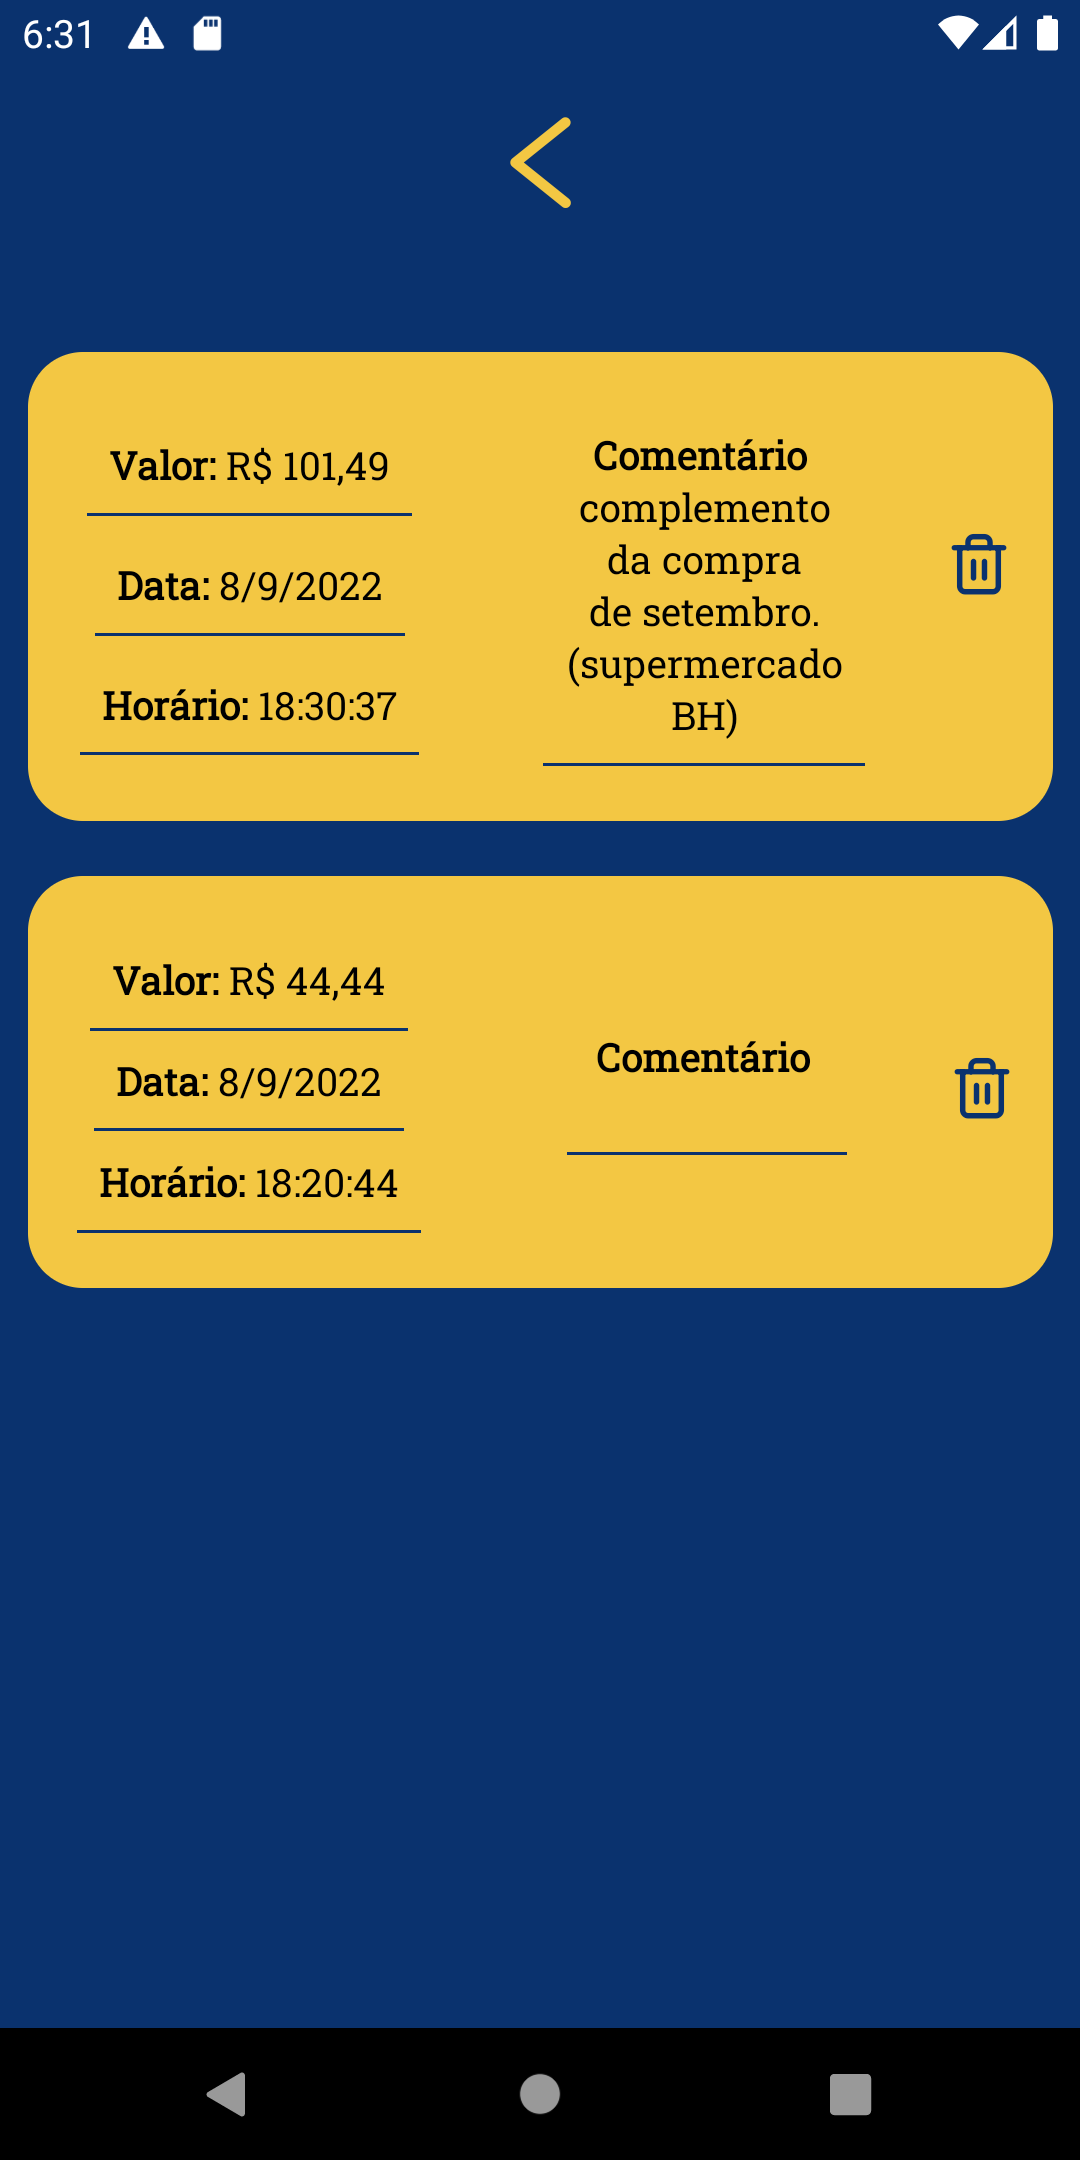 6:31
Valor: R$ 101,49
Data: 8/9/2022
Horário: 18:30:37
Comentário
complemento
da compra
de setembro.
(supermercado
BH)
Valor: R$ 44,44
Data: 8/9/2022
Horário: 18:20:44
Comentário